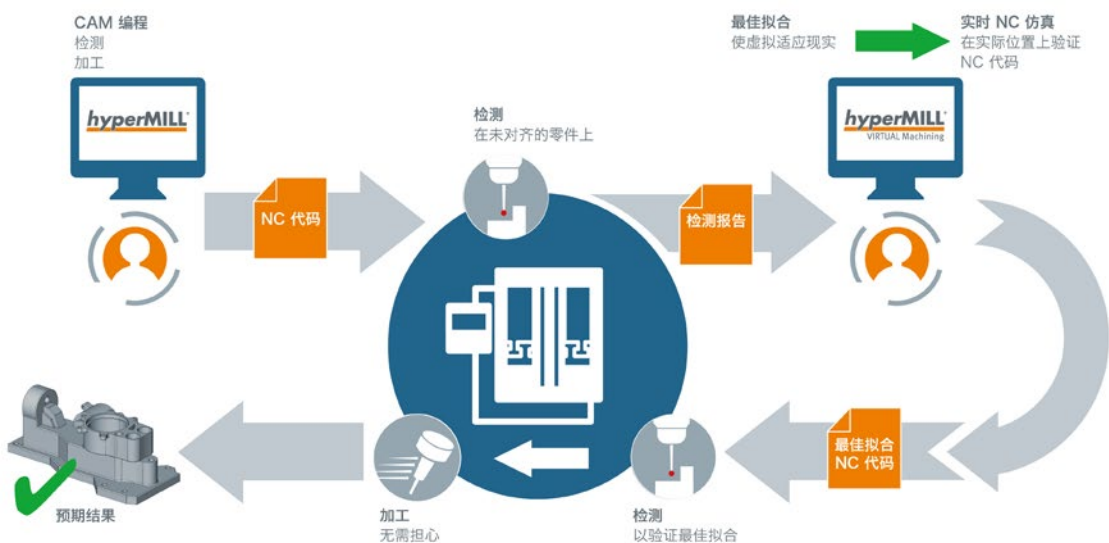 CAM 编程
检测
加工
hyperMILL®
NC 代码
检测
在未对齐的零件上
检测报告
最佳拟合
使虚拟适应现实
实时 NC 仿真
在实际位置上验证
NC 代码
hyperMILL®
VIRTUAL Machining
最佳拟合
NC 代码
检测
以验证最佳拟合
加工
无需担心
预期结果